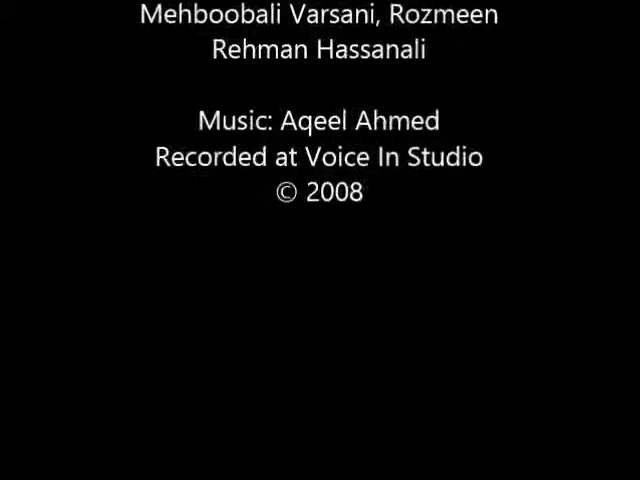 Mehboobali Varsani, Rozmeen
Rehman Hassanali
Music: Aqeel Ahmed
Recorded at Voice In Studio
© 2008